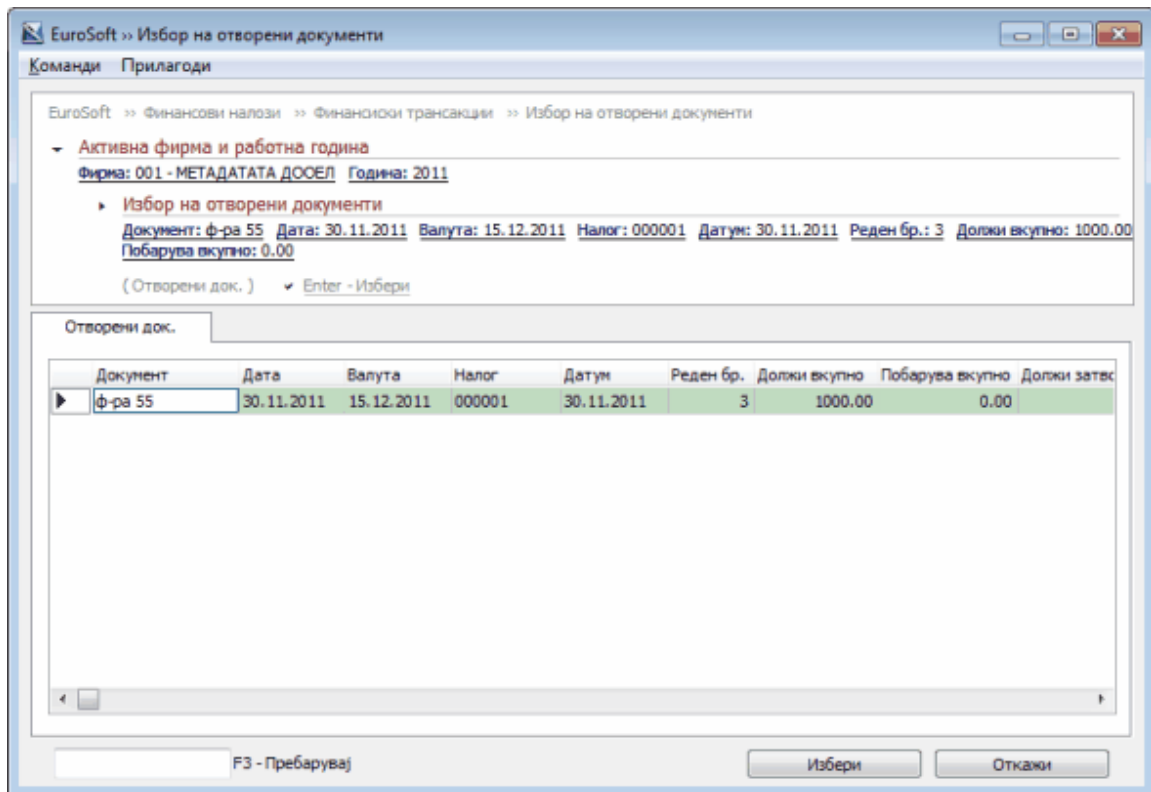 EuroSoft ›› Избор на отворени документи
Команди Прилагоди
EuroSoft ›› Финансови налози ›› Финансиски трансакции ›› Избор на отворени документи
Активна фирма и работна година
Фирма: 001 - МЕТАДАТАТА ДООЕЛ Година: 2011
Избор на отворени документи
Документ: ф-ра 55 Дата: 30.11.2011 Валута: 15.12.2011 Налог: 000001 Датум: 30.11.2011 Реден бр.: 3 Должи вкупно: 1000.00
Побарува вкупно: 0.00
( Отворени док. ) Enter - Избери
Отворени док.
Документ Дата Валута Налог Датум Реден бр. Должи вкупно Побарува вкупно Должи затвс
ф-ра 55 30.11.2011 15.12.2011 000001 30.11.2011 3 1000.00 0.00
F3 - Пребарувај Избери Откажи